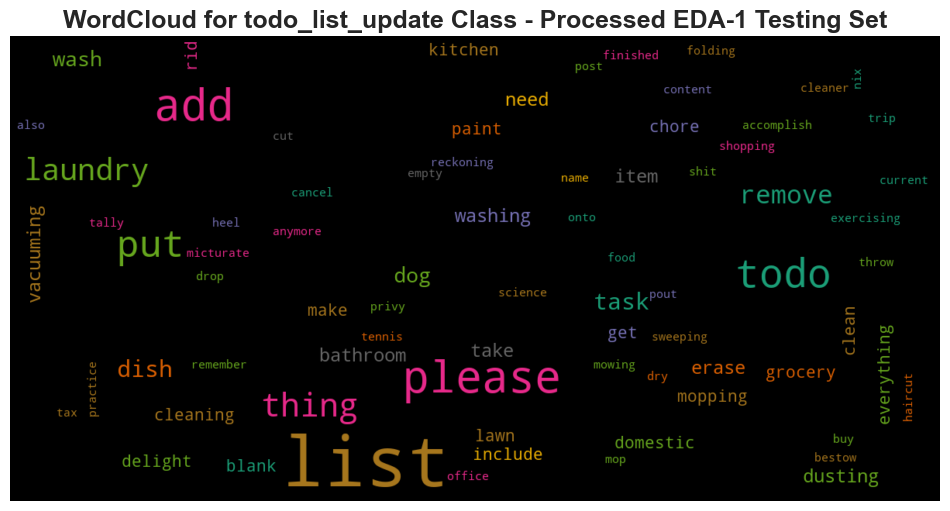 WordCloud for todo_list_update Class - Processed EDA-1 Testing Set
wash
rid
kitchen
finished
folding
post
add
need
content
cleaner
nix
also
cut
paint
chore
accomplish
trip
shopping
laundry
reckoning
empty
name
item
shit
remove
current
cancel
vacuuming
tally
heel
anymore
washing
onto
exercising
put
micturate
drop
dog
food
todo
throw
science
make
privy
task
pout
tennis
get
sweeping
clean
everything
dish
remember
bathroom
take
please
mowing
dry
erase
grocery
haircut
practice
tax
cleaning
thing
mopping
lawn
include
domestic
buy
delight
blank
list
office
mop
bestow
dusting